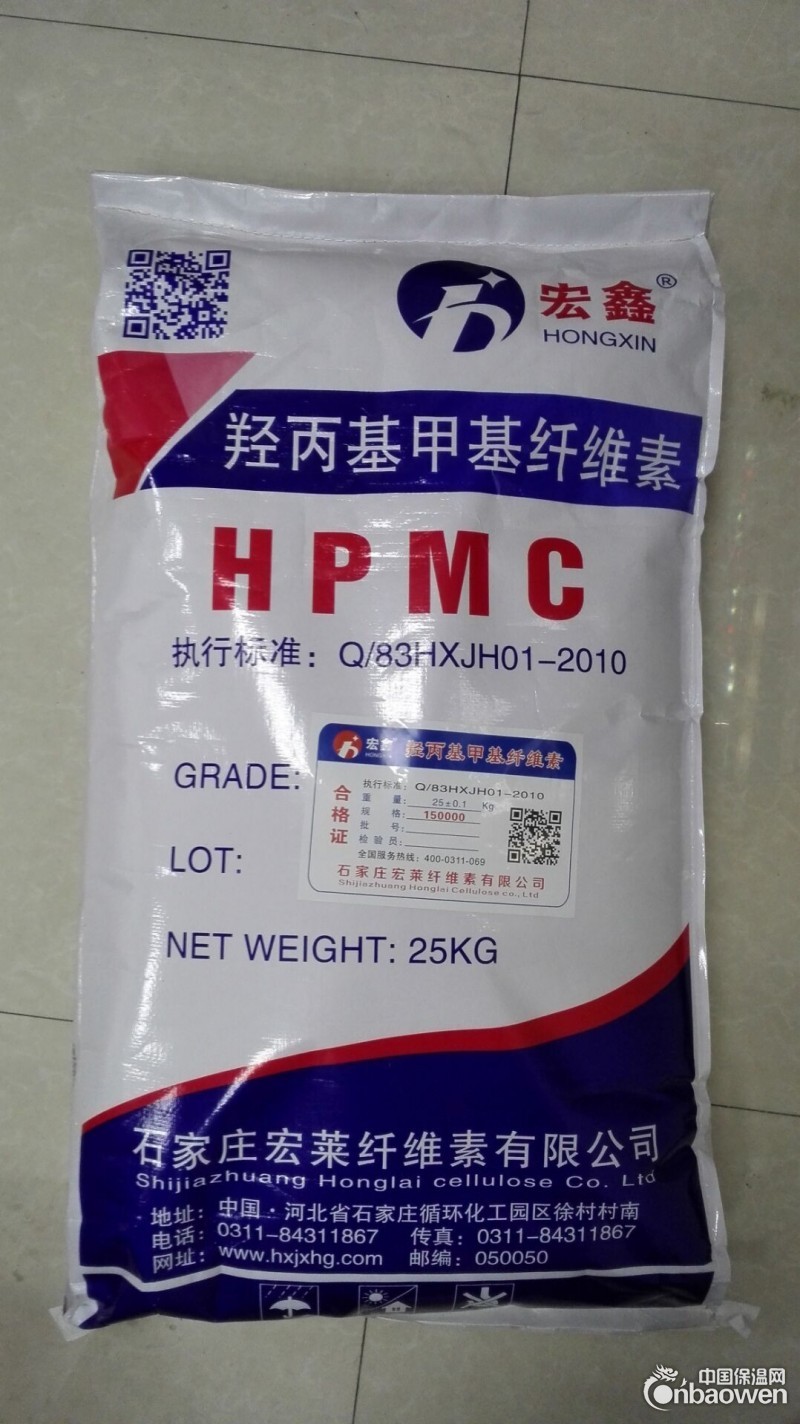 宏鑫®
HONGXIN
羟丙基甲基纤维素
HPMC
执行标准：Q/83HXJH01-2010
GRADE:
宏鑫 羟丙基甲基纤维素
HONGXIN
合格证
执行标准：Q/83HXJH01-2010
重量：25±0.1 Kg
规格：150000
批号：
检验员：
全国服务热线：400-0311-069
石家庄宏莱纤维素有限公司
Shijiazhuang Honglai Cellulose co., Ltd
LOT:
NET WEIGHT: 25KG
石家庄宏莱纤维素有限公司
Shijiazhuang Honglai cellulose Co. Ltd
地址：中国·河北省石家庄循环化工园区徐村村南
电话：0311-84311867 传真：0311-84311867
网址：www.hxjxhg.com 邮编：050050
中国保温网
Cnbaowen